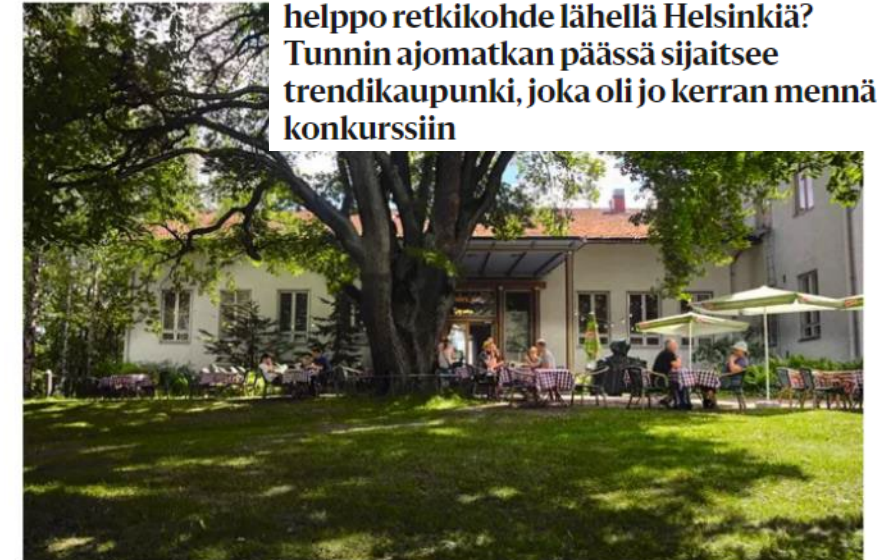 helppo retkikohde lähellä Helsinkiä?
Tunnin ajomatkan päässä sijaitsee
trendikaupunki, joka oli jo kerran mennä
konkurssiin